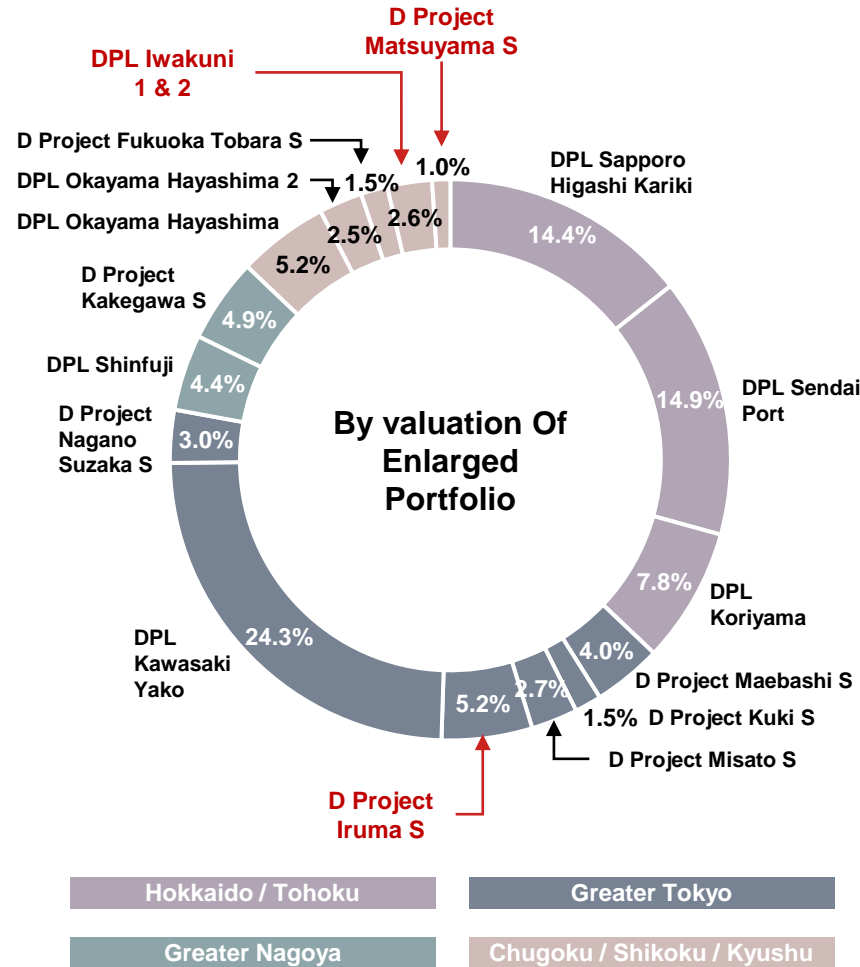 D Project
Matsuyama S
DPL Iwakuni
1 & 2
D Project Fukuoka Tobara S
1.0%
DPL Sapporo
Higashi Kariki
DPL Okayama Hayashima 2
1.5%
DPL Okayama Hayashima
2.6%
2.5%
14.4%
5.2%
D Project
Kakegawa S
4.9%
DPL Shinfuji
4.4%
DPL Sendai
Port
14.9%
D Project
Nagano
Suzaka S
3.0%
By valuation Of
Enlarged
Portfolio
7.8%
DPL
Koriyama
DPL
Kawasaki
Yako
24.3%
4.0%
D Project Maebashi S
2.7%
5.2%
1.5%
D Project Kuki S
D Project Misato S
D Project
Iruma S
Hokkaido / Tohoku
Greater Tokyo
Greater Nagoya
Chugoku / Shikoku / Kyushu